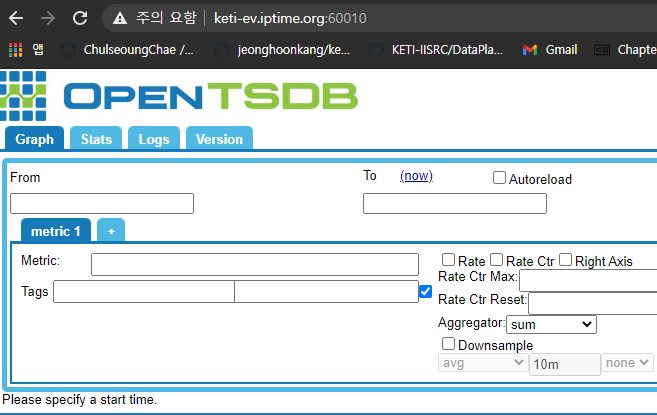 주의 요함 keti-ev.iptime.org:60010
앱 ChulseoungChae /... jeonghoonkang/ke... KETI-IISRC/DataPla... Gmail Chapte
OPENTSDB
Graph Stats Logs Version
From To (now) Autoreload
metric 1 +
Metric: Rate Rate Ctr Right Axis
Rate Ctr Max:
Tags Rate Ctr Reset:
Aggregator: sum
Downsample
avg 10m none
Please specify a start time.